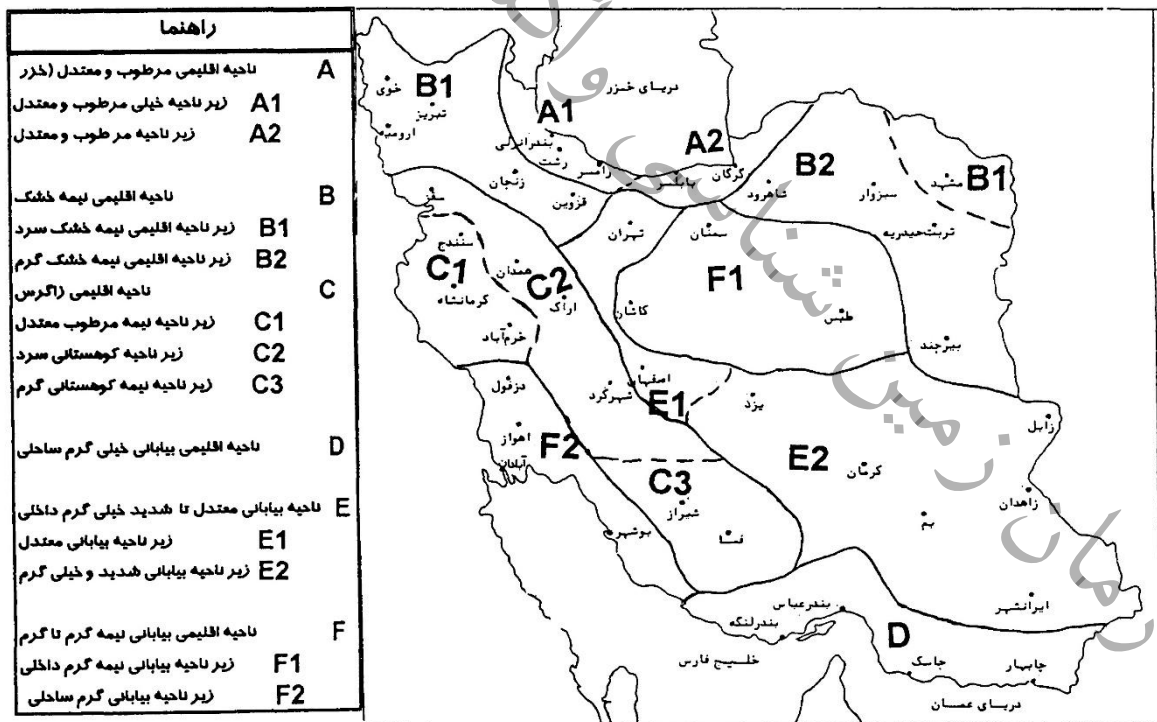 راهنما
A ناحیه اقلیمی مرطوب و معتدل (خزر
A1 زیر ناحیه خیلی مرطوب و معتدل
A2 زیر ناحیه مرطوب و معتدل
B ناحیه اقلیمی نیمه خشک
B1 زیر ناحیه اقلیمی نیمه خشک سرد
B2 زیر ناحیه اقلیمی نیمه خشک گرم
C ناحیه اقلیمی زاگرس
C1 زیر ناحیه نیمه مرطوب معتدل
C2 زیر ناحیه کوهستانی سرد
C3 زیر ناحیه نیمه کوهستانی گرم
D ناحیه اقلیمی بیابانی خیلی گرم ساحلی
E ناحیه بیابانی معتدل تا شدید خیلی گرم داخلی
E1 زیر ناحیه بیابانی معتدل
E2 زیر ناحیه بیابانی شدید و خیلی گرم
F ناحیه اقلیمی بیابانی نیمه گرم تا گرم
F1 زیر ناحیه بیابانی نیمه گرم داخلی
F2 زیر ناحیه بیابانی گرم ساحلی
خوی
B1
تبریز
ارومیه
A1
دریای خزر
بندرانزلی
رشت
رامسر
A2
بابلسر
گرگان
شاهرود
B2
سبزوار
مشهد
B1
تربت حیدریه
زنجان
قزوین
تهران
سمنان
سقز
سنندج
C1
کرمانشاه
همدان
C2
اراک
خرم‌آباد
کاشان
F1
طبس
بیرجند
دزفول
اهواز
آبادان
F2
شهرکرد
اصفهان
E1
یزد
E2
کرمان
زابل
زاهدان
بم
C3
شیراز
فسا
بوشهر
ایرانشهر
بندرعباس
بندرلنگه
D
جاسک
چابهار
خلیج فارس
دریای عمان